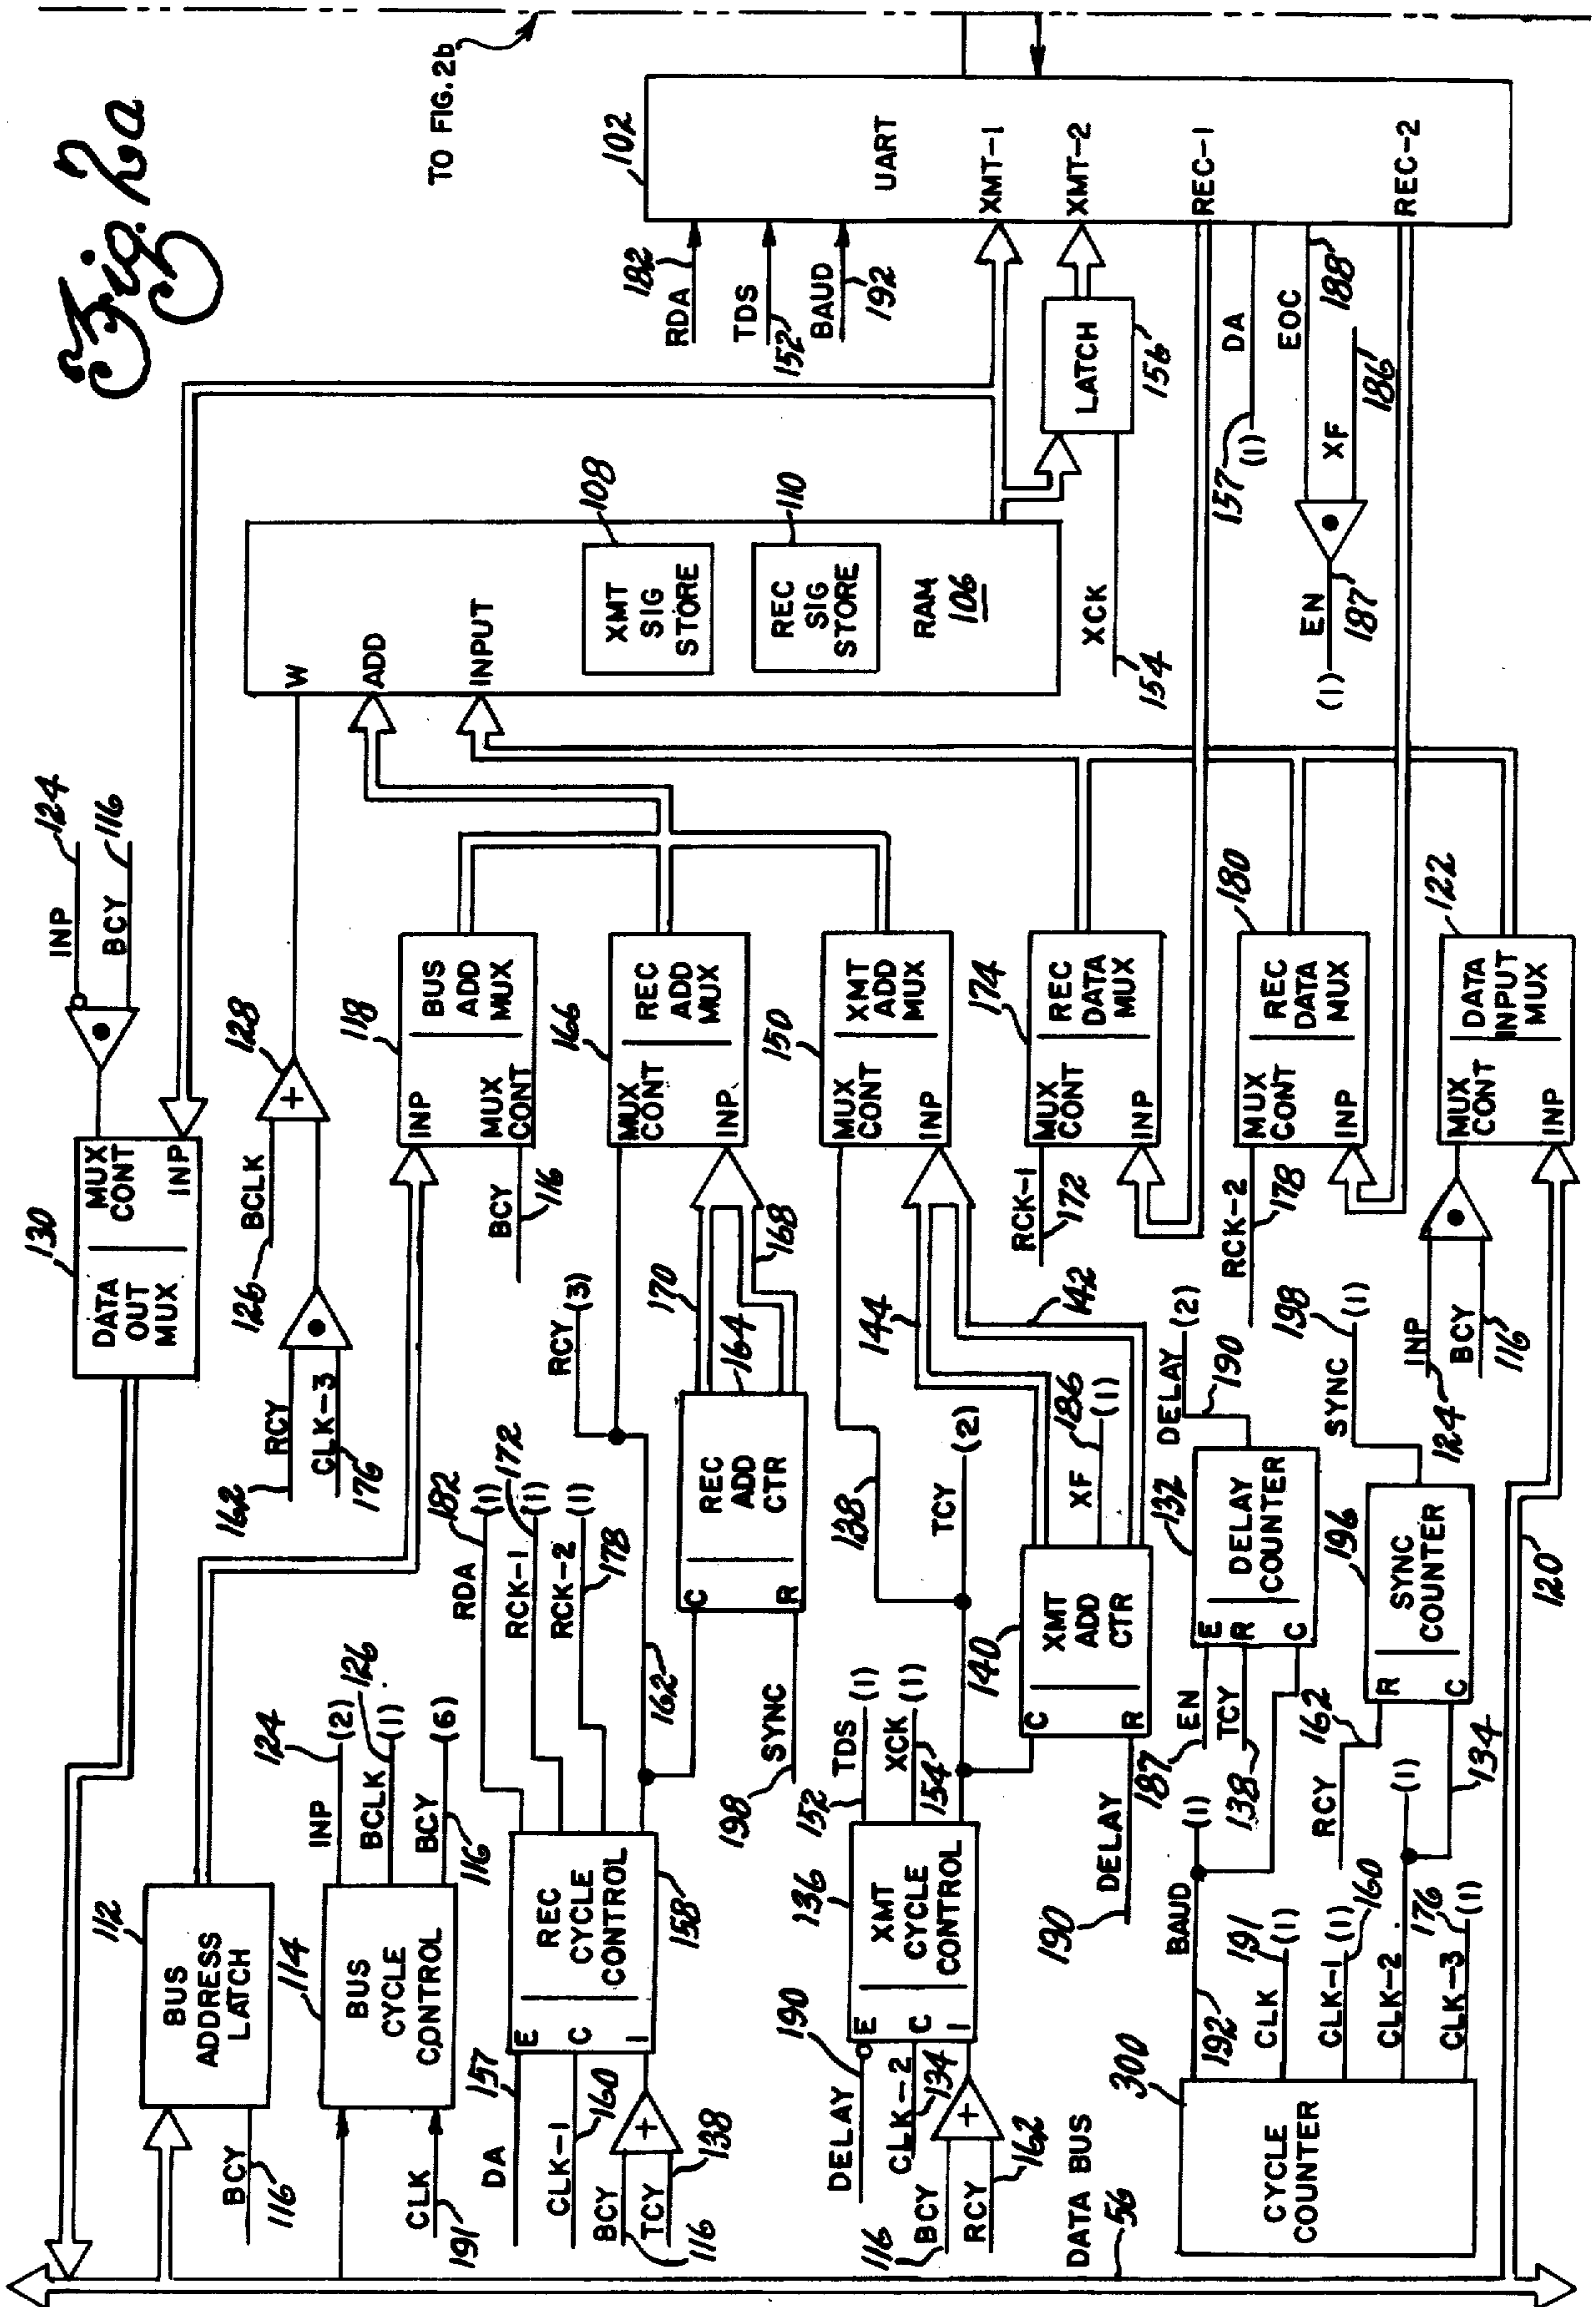 Fig. 2a
TO FIG. 2b
102
UART
RDA
182
TDS
152
BAUD
192
XMT-1
XMT-2
REC-1
REC-2
LATCH
156
XCK
154
DA
157 (1)
EOC
188
XF
186
EN
(1)
187
W
ADD
INPUT
XMT
SIG
STORE
108
REC
SIG
STORE
110
RAM
106
INP
124
BCY
116
130
DATA
OUT
MUX
MUX
CONT
INP
128
+
BCLK
126
RCY
162
CLK-3
176
118
BUS
ADD
MUX
INP
MUX
CONT
BCY
116
166
REC
ADD
MUX
MUX
CONT
INP
170
168
RCY (3)
164
REC
ADD
CTR
C
R
150
XMT
ADD
MUX
MUX
CONT
INP
144
142
138
TCY (2)
174
REC
DATA
MUX
MUX
CONT
INP
RCK-1
172
180
REC
DATA
MUX
MUX
CONT
INP
RCK-2
178
122
DATA
INPUT
MUX
MUX
CONT
INP
INP
124
BCY
116
120
112
BUS
ADDRESS
LATCH
BCY
116
114
BUS
CYCLE
CONTROL
CLK
191
INP
124
(2)
BCLK
126
(1)
BCY
116
(6)
REC
CYCLE
CONTROL
158
E
C
I
DA
157
CLK-1
160
BCY
116
TCY
138
+
RDA
182
(1)
RCK-1
172
(1)
RCK-2
178
(1)
162
SYNC
198
136
XMT
CYCLE
CONTROL
E
C
I
DELAY
190
CLK-2
134
BCY
116
RCY
162
+
TDS
152
(1)
XCK
154
(1)
140
XMT
ADD
CTR
C
R
DELAY
190
XF
186
(1)
132
DELAY
COUNTER
E
R
C
EN
187
TCY
138
DELAY (2)
190
196
SYNC
COUNTER
R
C
RCY
162
134
SYNC
198
(1)
300
CYCLE
COUNTER
BAUD
192
(1)
CLK
191
(1)
CLK-1
160
(1)
CLK-2
(1)
CLK-3
176
(1)
DATA BUS
56